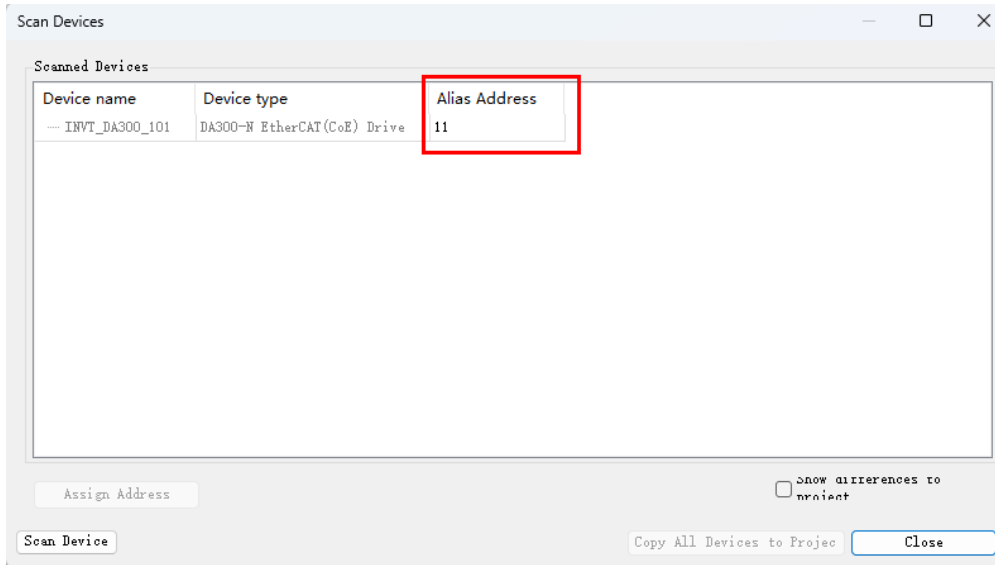 Scan Devices
Scanned Devices
Device name Device type Alias Address
INVT_DA300_101 DA300-N EtherCAT(CoE) Drive 11
Assign Address
Show differences to
project
Scan Device Copy All Devices to Projec Close